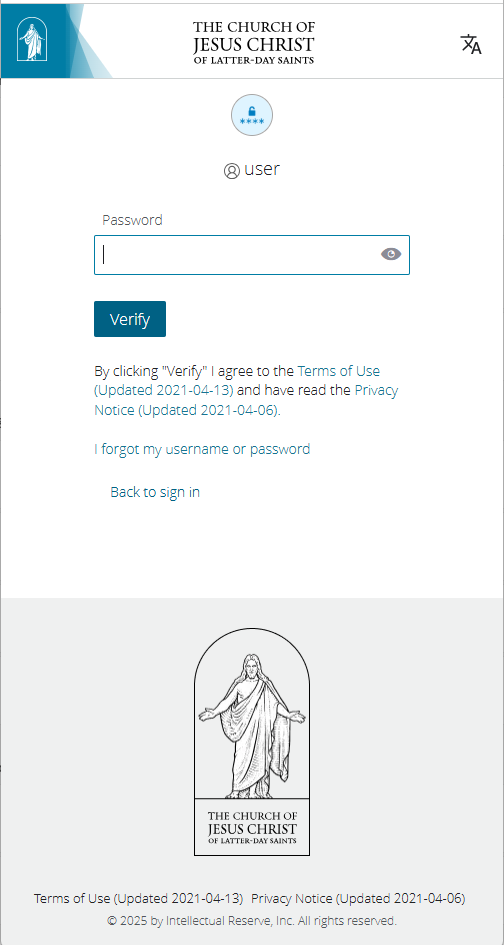 THE CHURCH OF
JESUS CHRIST
OF LATTER-DAY SAINTS
****
user
Password
Verify
By clicking "Verify" I agree to the Terms of Use
(Updated 2021-04-13) and have read the Privacy
Notice (Updated 2021-04-06).
I forgot my username or password
Back to sign in
THE CHURCH OF
JESUS CHRIST
OF LATTER-DAY SAINTS
Terms of Use (Updated 2021-04-13) Privacy Notice (Updated 2021-04-06)
© 2025 by Intellectual Reserve, Inc. All rights reserved.